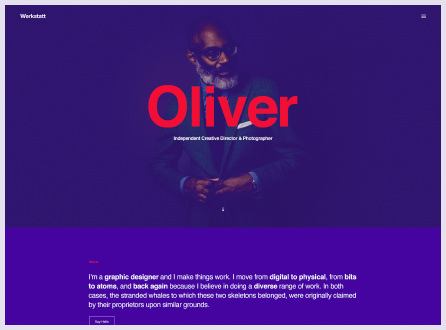 Werkstatt
Oliver
Independent Creative Director & Photographer
I'm a graphic designer and I make things work. I move from digital to physical, from bits
to atoms, and back again because I believe in doing a diverse range of work. In both
cases, the stranded whales to which these two skeletons belonged, were originally claimed
by their proprietors upon similar grounds.
Say Hello